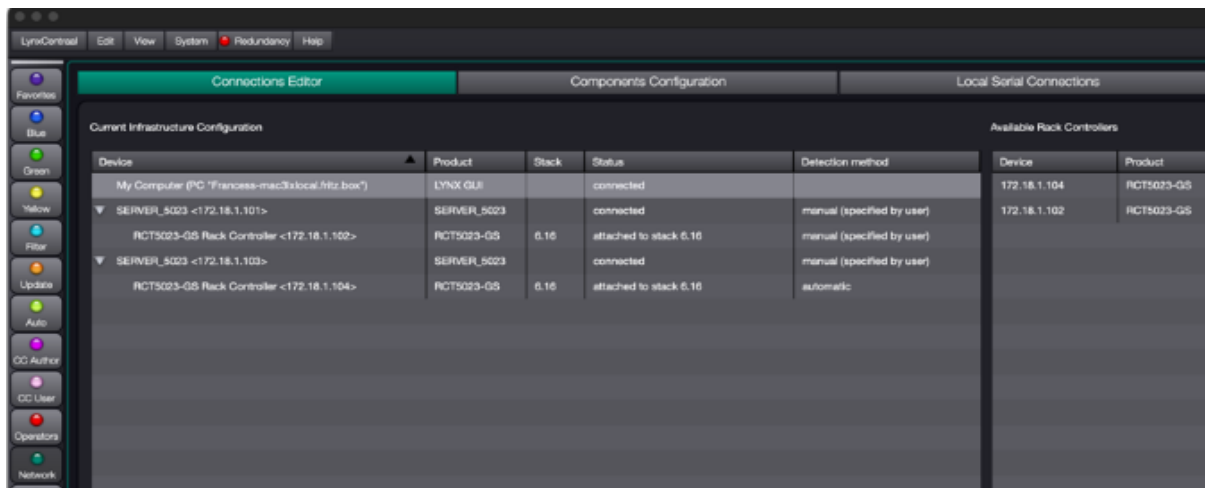 LynxCentraal Edit View System Redundancy Help
Connections Editor Components Configuration Local Serial Connections
Favorites
Blue
Green
Yellow
Filter
Update
Auto
CC Author
CC User
Operators
Network
Current Infrastructure Configuration
Device Product Stack Status Detection method
My Computer (PC "Francess-mac3lslocal.fritz.box") LYNX GUI connected
SERVER_5023 <172.18.1.101> SERVER_5023 connected manual (specified by user)
RCT5023-GS Rack Controller <172.18.1.102> RCT5023-GS 6.16 attached to stack 6.16 manual (specified by user)
SERVER_5023 <172.18.1.103> SERVER_5023 connected manual (specified by user)
RCT5023-GS Rack Controller <172.18.1.104> RCT5023-GS 6.16 attached to stack 6.16 automatic
Available Rack Controllers
Device Product
172.18.1.104 RCT5023-GS
172.18.1.102 RCT5023-GS